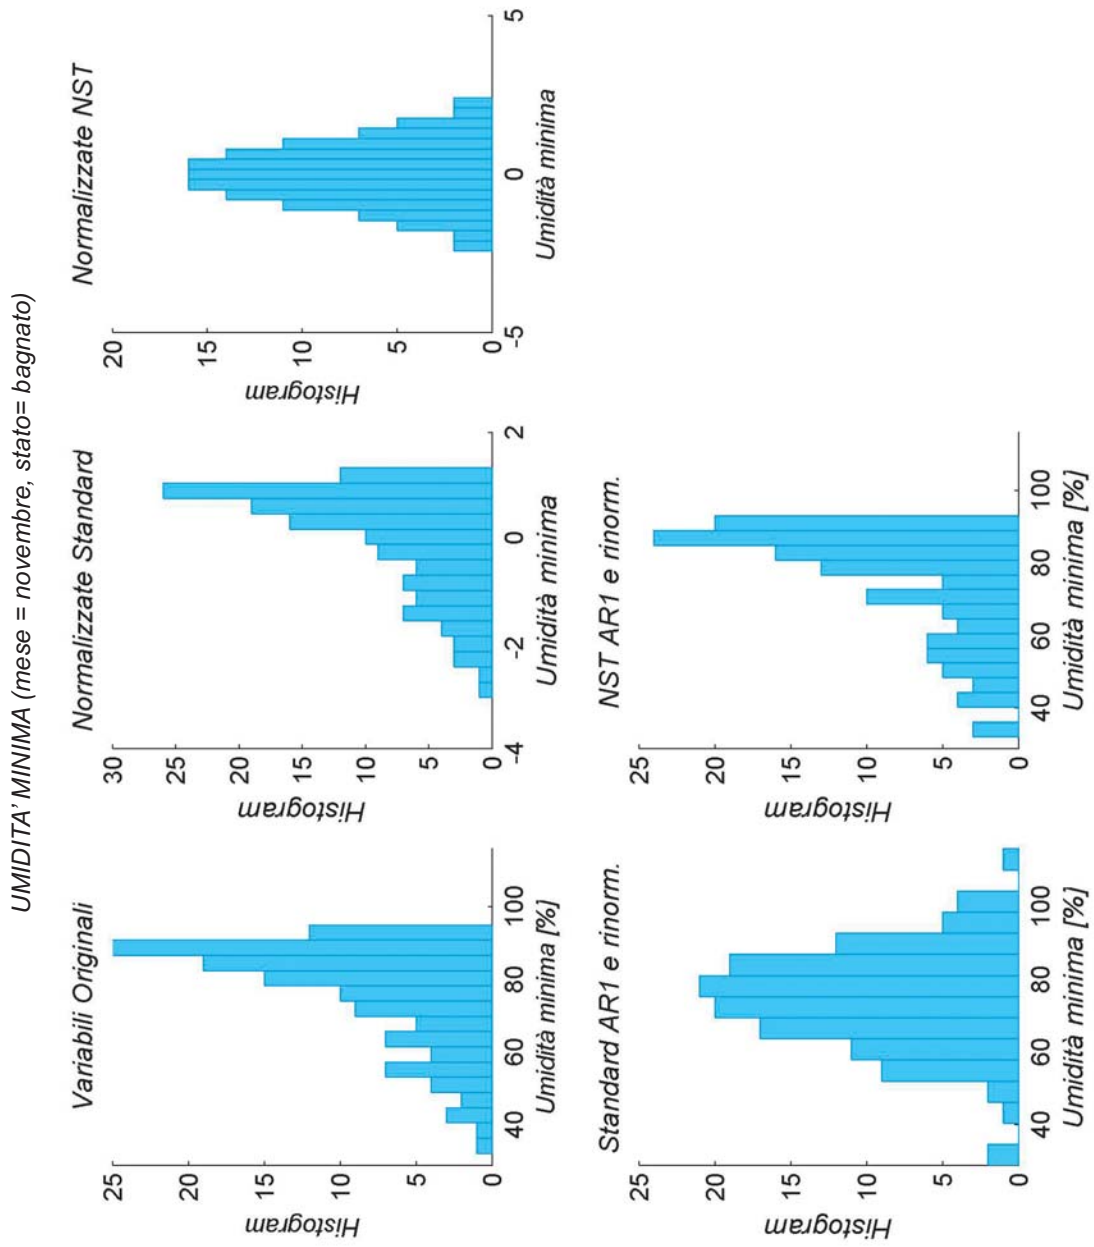 UMIDITA' MINIMA (mese = novembre, stato= bagnato)
Variabili Originali
Histogram
25
20
15
10
5
0
40 60 80 100
Umidità minima [%]
Normalizzate Standard
Histogram
30
25
20
15
10
5
0
-4 -2 0 2
Umidità minima
Normalizzate NST
Histogram
20
15
10
5
0
-5 0 5
Umidità minima
Standard AR1 e rinorm.
Histogram
25
20
15
10
5
0
40 60 80 100
Umidità minima [%]
NST AR1 e rinorm.
Histogram
25
20
15
10
5
0
40 60 80 100
Umidità minima [%]